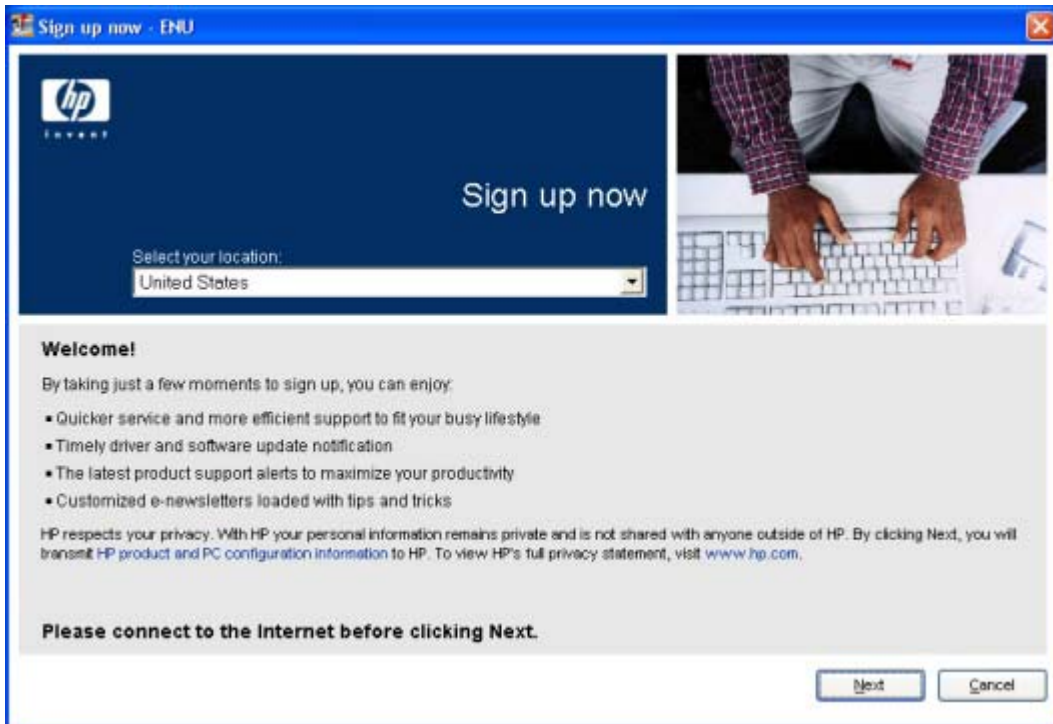 Sign up now - ENU
hp
invent
Sign up now
Select your location:
United States
Welcome!
By taking just a few moments to sign up, you can enjoy:
▪ Quicker service and more efficient support to fit your busy lifestyle
▪ Timely driver and software update notification
▪ The latest product support alerts to maximize your productivity
▪ Customized e-newsletters loaded with tips and tricks
HP respects your privacy. With HP your personal information remains private and is not shared with anyone outside of HP. By clicking Next, you will
transmit HP product and PC configuration information to HP. To view HP's full privacy statement, visit www.hp.com.
Please connect to the Internet before clicking Next.
Next
Cancel